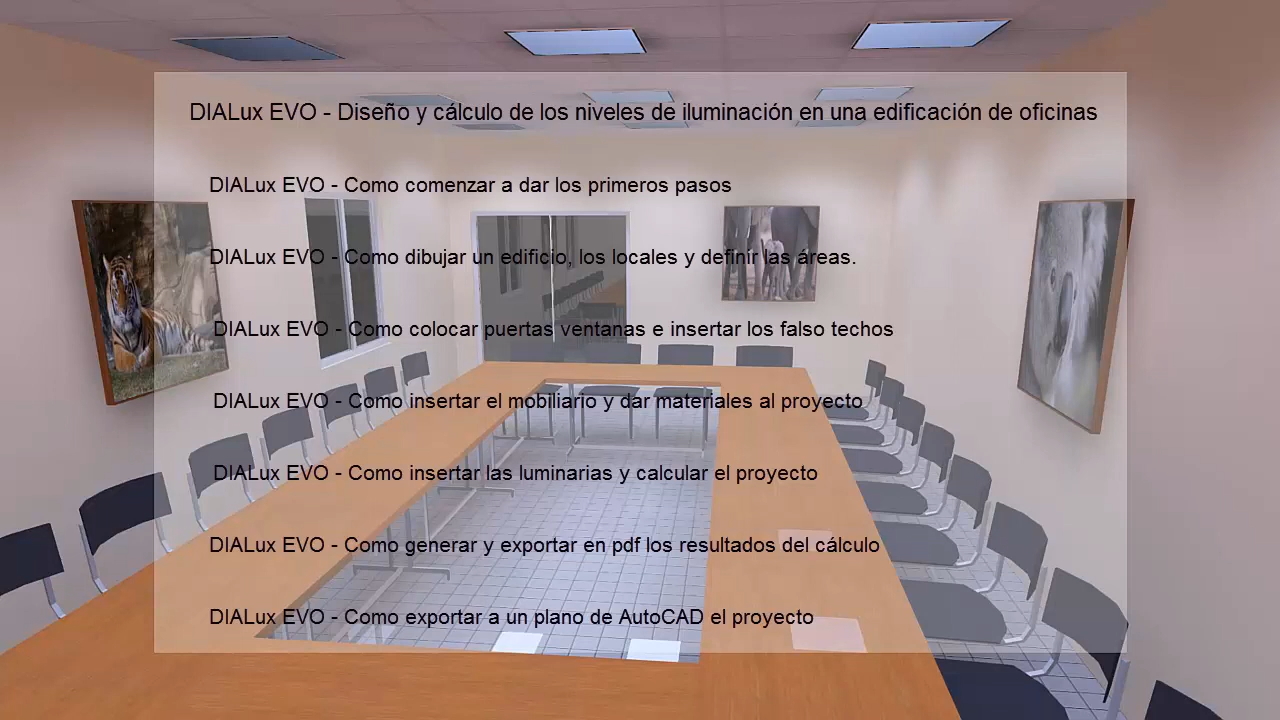 DIALux EVO - Diseño y cálculo de los niveles de iluminación en una edificación de oficinas
DIALux EVO - Como comenzar a dar los primeros pasos
DIALux EVO - Como dibujar un edificio, los locales y definir las áreas.
DIALux EVO - Como colocar puertas ventanas e insertar los falso techos
DIALux EVO - Como insertar el mobiliario y dar materiales al proyecto
DIALux EVO - Como insertar las luminarias y calcular el proyecto
DIALux EVO - Como generar y exportar en pdf los resultados del cálculo
DIALux EVO - Como exportar a un plano de AutoCAD el proyecto